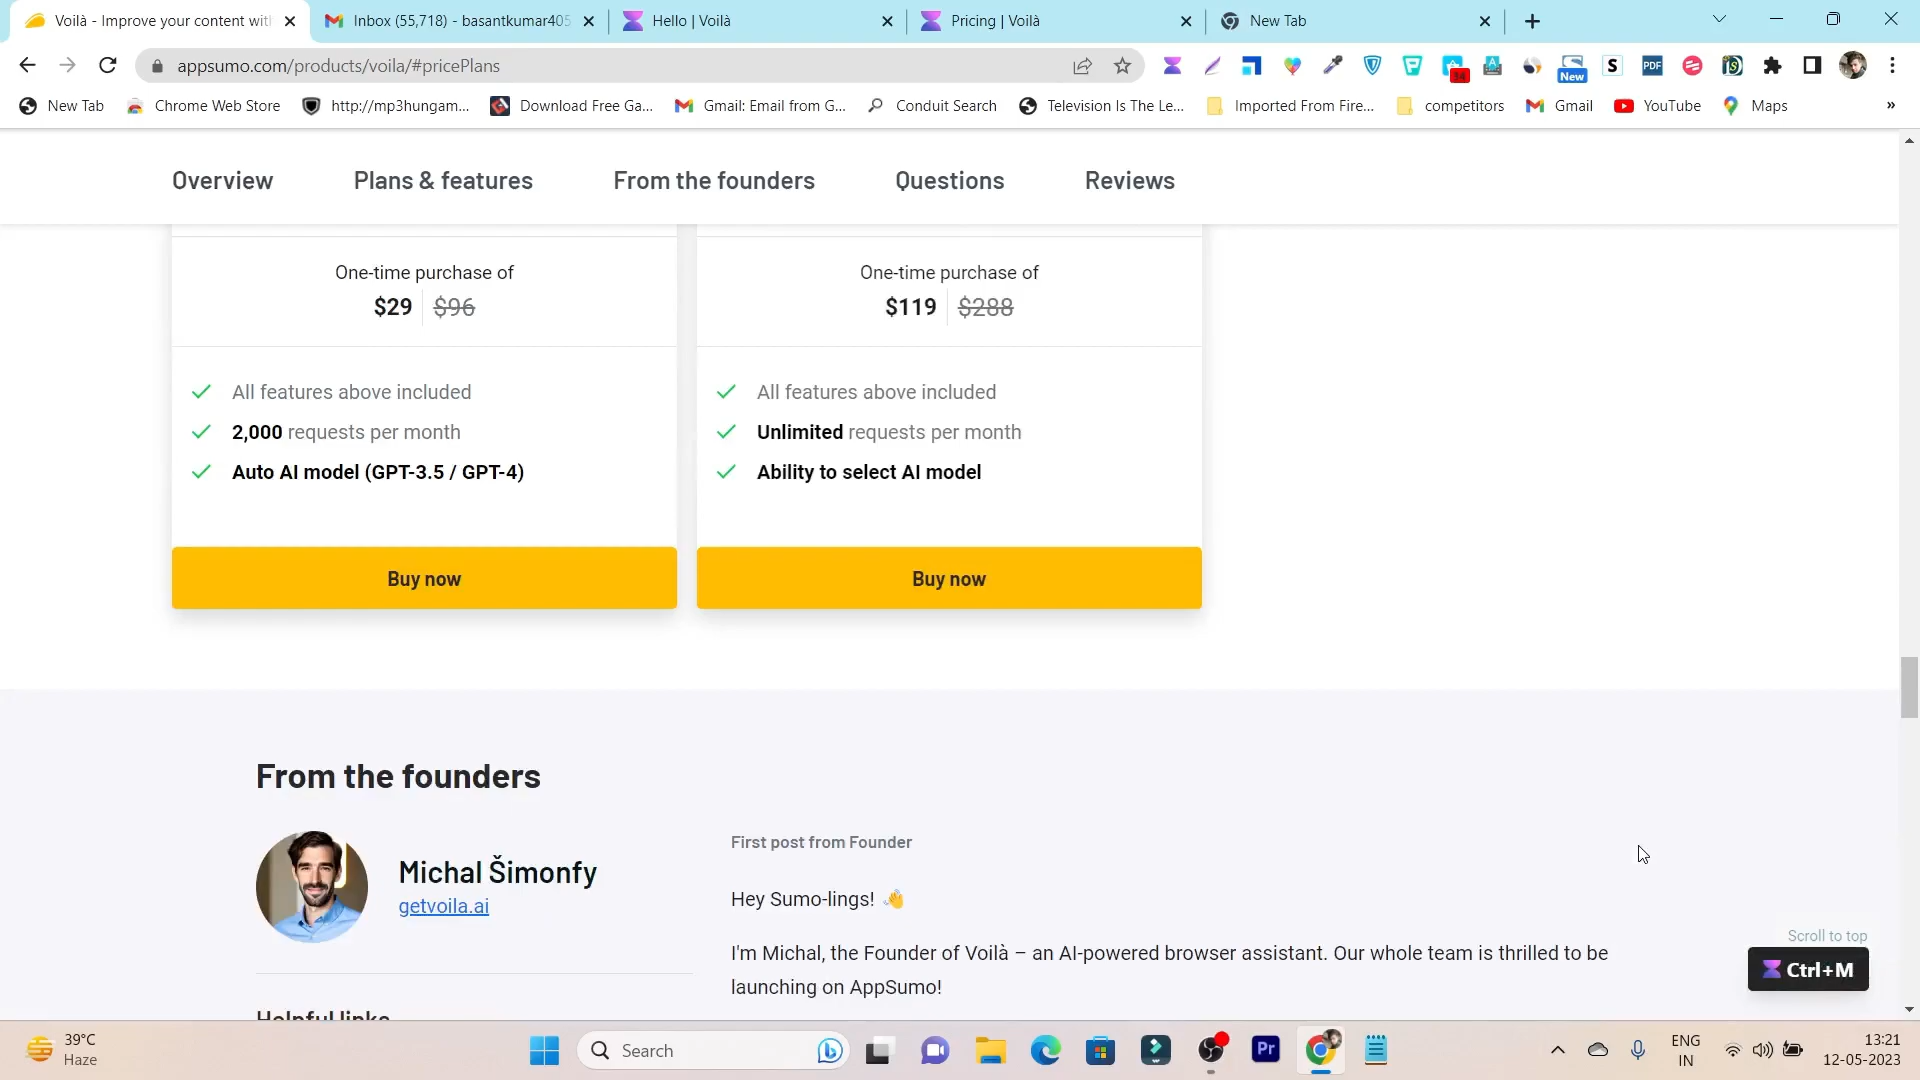 Voilà - Improve your content with
Inbox (55,718) - basantkumar405
Hello | Voilà
Pricing | Voilà
New Tab
appsumo.com/products/voila/#pricePlans
34
New
S
PDF
New Tab
Chrome Web Store
http://mp3hungam...
Download Free Ga...
Gmail: Email from G...
Conduit Search
Television Is The Le...
Imported From Fire...
competitors
Gmail
YouTube
Maps
»
Overview
Plans & features
From the founders
Questions
Reviews
One-time purchase of
$29 $96
All features above included
2,000 requests per month
Auto AI model (GPT-3.5 / GPT-4)
Buy now
One-time purchase of
$119 $288
All features above included
Unlimited requests per month
Ability to select AI model
Buy now
From the founders
Michal Šimonfy
getvoila.ai
Helpful links
First post from Founder
Hey Sumo-lings! 👋
I'm Michal, the Founder of Voilà – an AI-powered browser assistant. Our whole team is thrilled to be
launching on AppSumo!
Scroll to top
Ctrl+M
39°C
Haze
Search
Pr
ENG
IN
13:21
12-05-2023